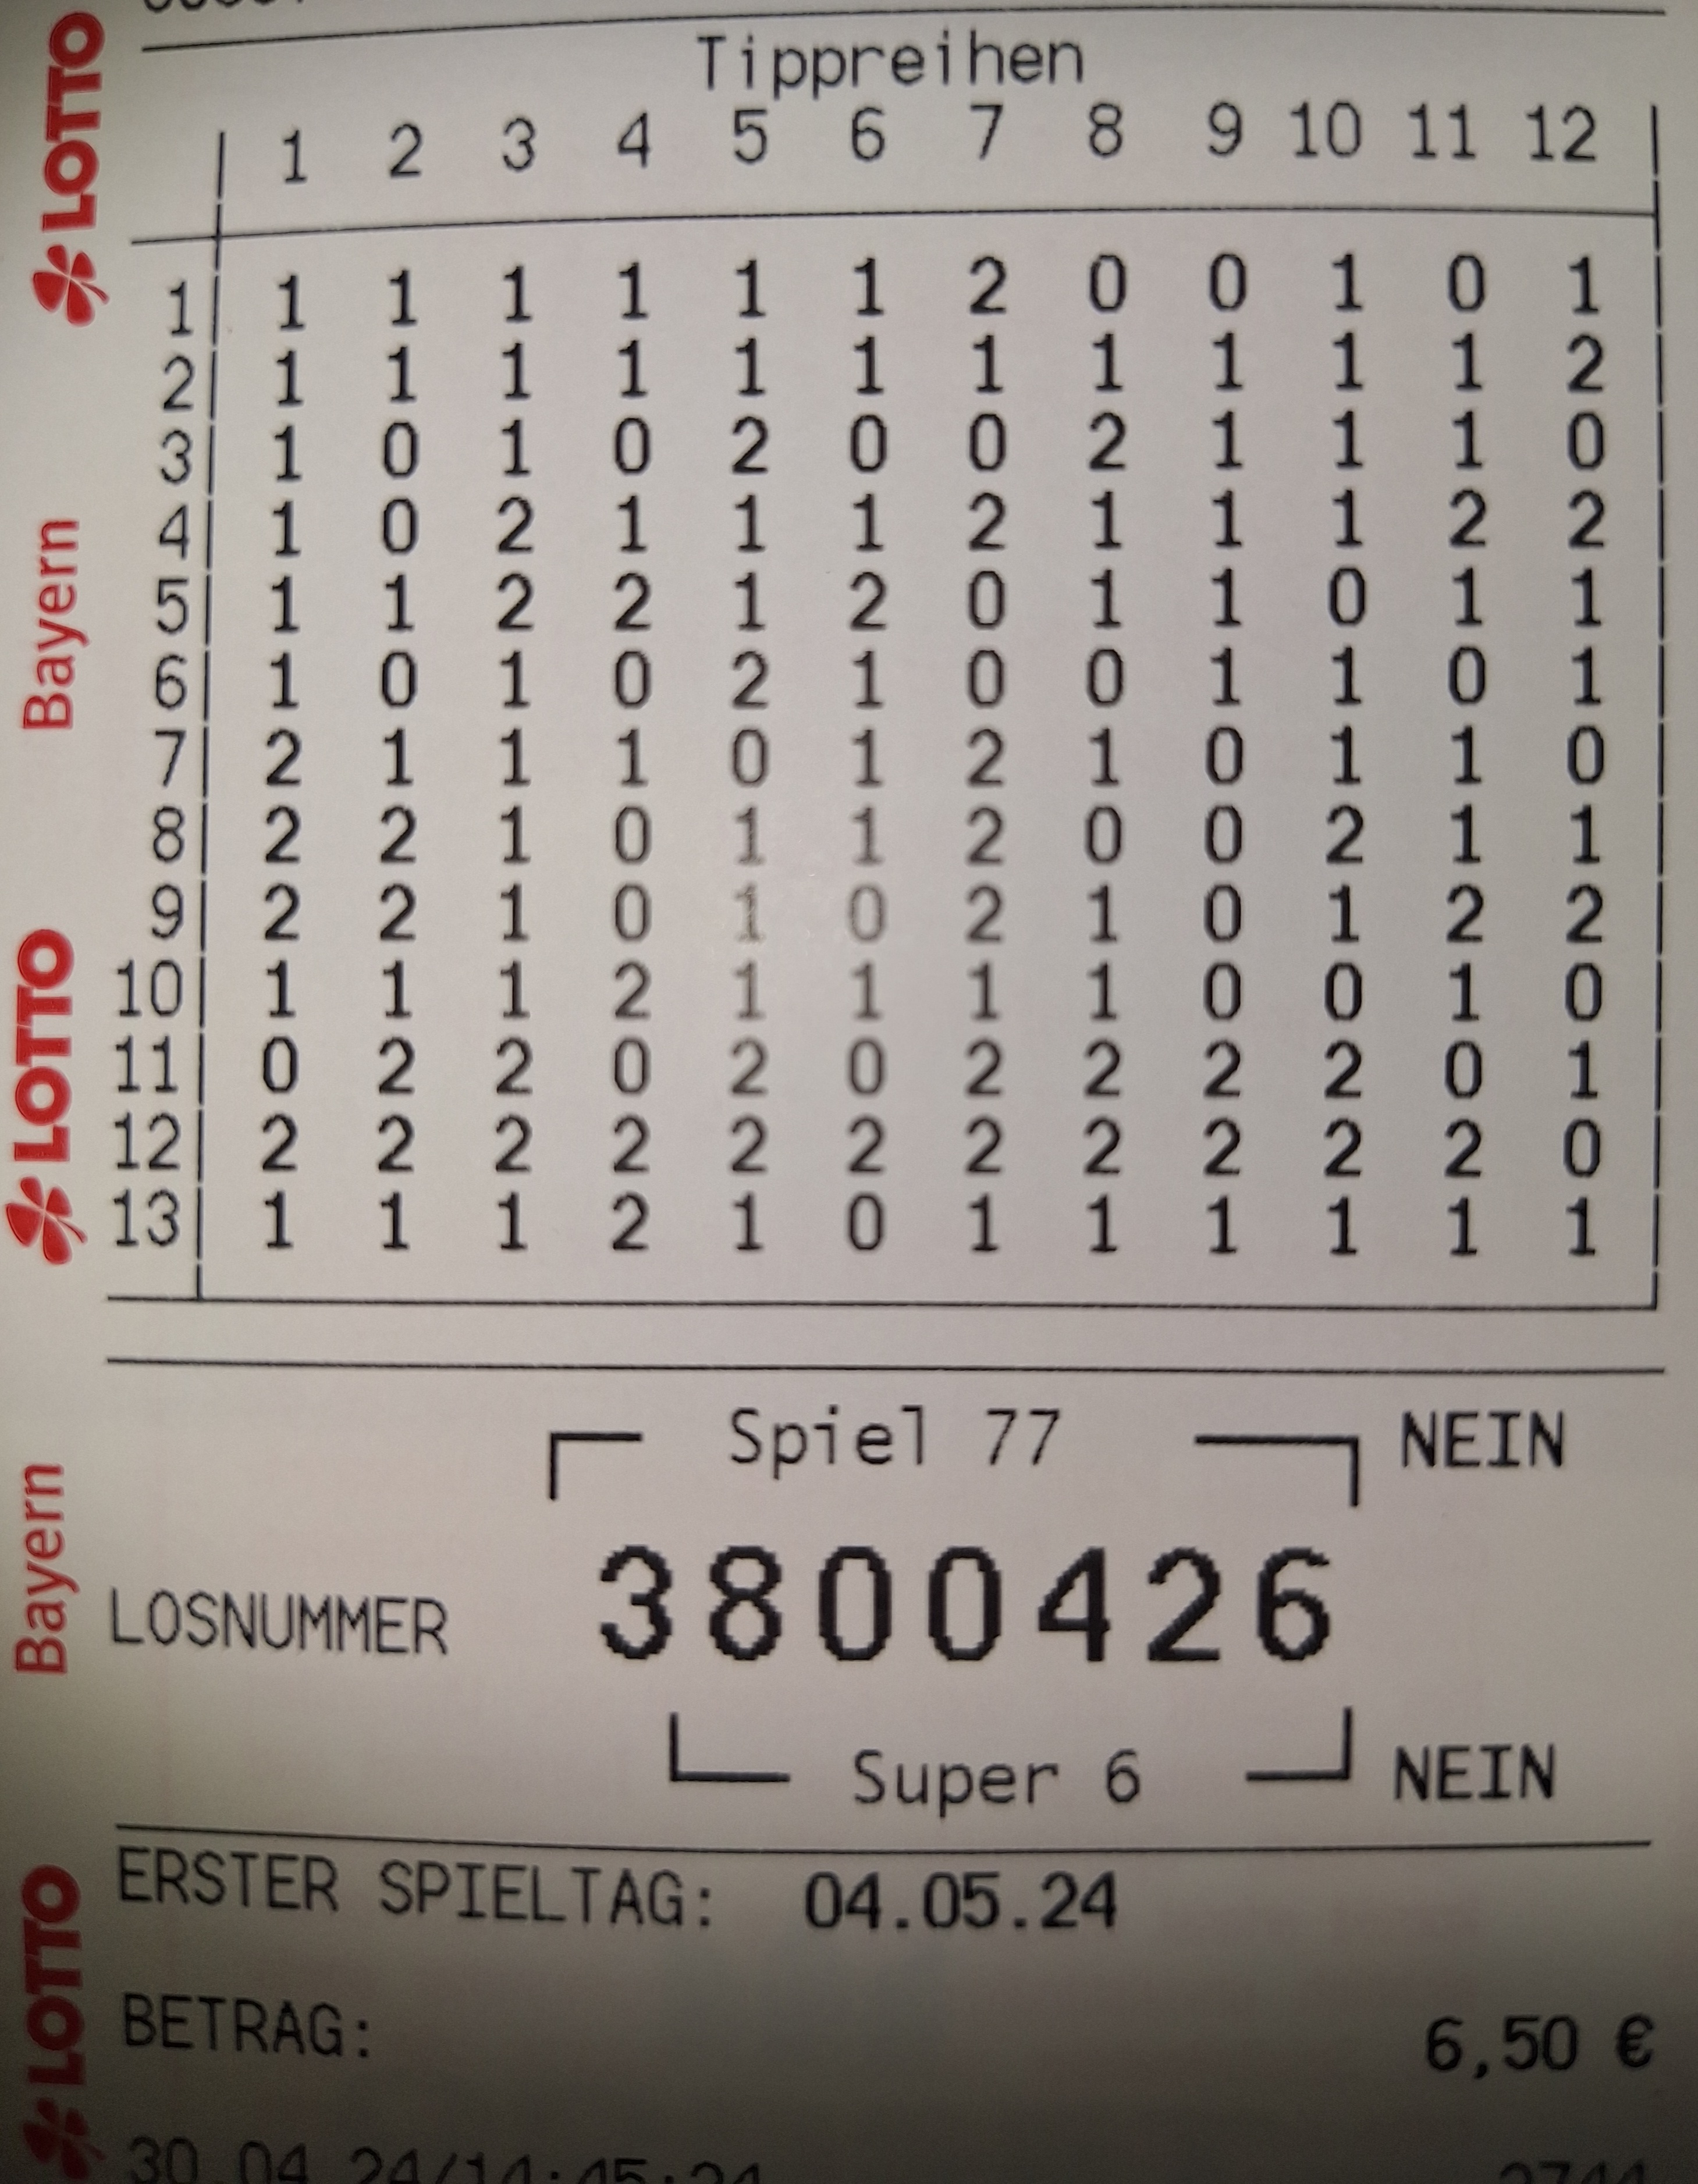 Tippreihen
1 2 3 4 5 6 7 8 9 10 11 12
1 1 1 1 1 1 1 2 0 0 1 0 1
2 1 1 1 1 1 1 1 1 1 1 1 2
3 1 0 1 0 2 0 0 2 1 1 1 0
4 1 0 2 1 1 1 2 1 1 1 2 2
5 1 1 2 2 1 2 0 1 1 0 1 1
6 1 0 1 0 2 1 0 0 1 1 0 1
7 2 1 1 1 0 1 2 1 0 1 1 0
8 2 2 1 0 1 1 2 0 0 2 1 1
9 2 2 1 0 1 0 2 1 0 1 2 2
10 1 1 1 2 1 1 1 1 0 0 1 0
11 0 2 2 0 2 0 2 2 2 2 0 1
12 2 2 2 2 2 2 2 2 2 2 2 0
13 1 1 1 2 1 0 1 1 1 1 1 1
Spiel 77 NEIN
LOSNUMMER 3800426
Super 6 NEIN
ERSTER SPIELTAG: 04.05.24
BETRAG: 6,50 €
30.04.24/14:45:24
LOTTO
Bayern
LOTTO
Bayern
LOTTO